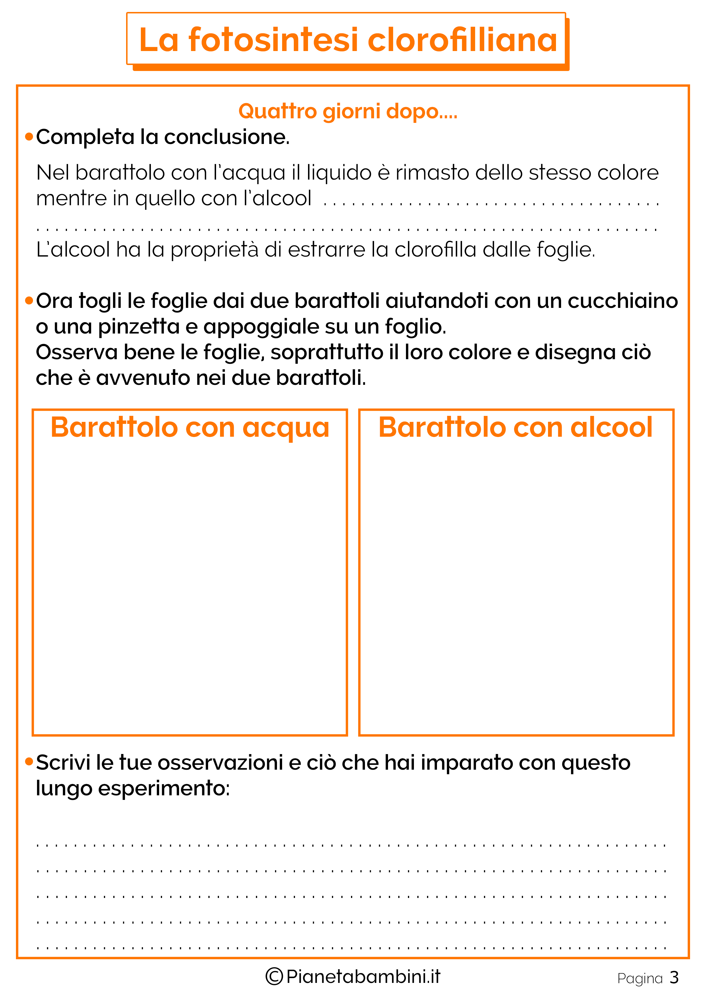 La fotosintesi clorofilliana
Quattro giorni dopo....
•Completa la conclusione.
Nel barattolo con l'acqua il liquido è rimasto dello stesso colore
mentre in quello con l'alcool . . . . . . . . . . . . . . . . . . . . . . . . . . . . . . . . . . . .
. . . . . . . . . . . . . . . . . . . . . . . . . . . . . . . . . . . . . . . . . . . . . . . . . . . . . . . . . . . . . . . . . .
L'alcool ha la proprietà di estrarre la clorofilla dalle foglie.
•Ora togli le foglie dai due barattoli aiutandoti con un cucchiaino
o una pinzetta e appoggiale su un foglio.
Osserva bene le foglie, soprattutto il loro colore e disegna ciò
che è avvenuto nei due barattoli.
Barattolo con acqua
Barattolo con alcool
•Scrivi le tue osservazioni e ciò che hai imparato con questo
lungo esperimento:
. . . . . . . . . . . . . . . . . . . . . . . . . . . . . . . . . . . . . . . . . . . . . . . . . . . . . . . . . . . . . . . . . . .
. . . . . . . . . . . . . . . . . . . . . . . . . . . . . . . . . . . . . . . . . . . . . . . . . . . . . . . . . . . . . . . . . . .
. . . . . . . . . . . . . . . . . . . . . . . . . . . . . . . . . . . . . . . . . . . . . . . . . . . . . . . . . . . . . . . . . . .
. . . . . . . . . . . . . . . . . . . . . . . . . . . . . . . . . . . . . . . . . . . . . . . . . . . . . . . . . . . . . . . . . . .
. . . . . . . . . . . . . . . . . . . . . . . . . . . . . . . . . . . . . . . . . . . . . . . . . . . . . . . . . . . . . . . . . . .
©Pianetabambini.it
Pagina 3